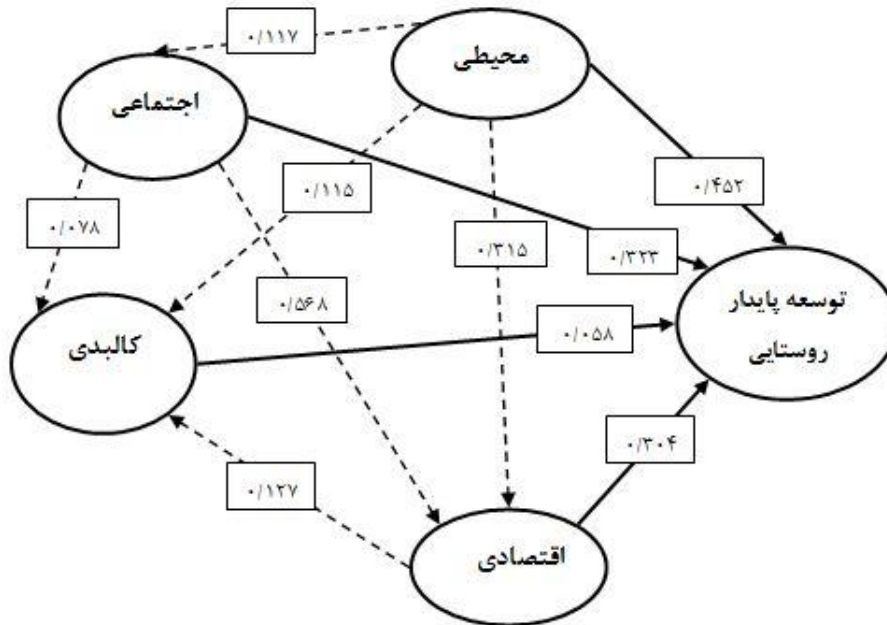 ۰/۱۱۷
محیطی
اجتماعی
۰/۱۱۵
۰/۴۵۲
۰/۰۷۸
۰/۳۱۵
۰/۳۲۳
۰/۵۶۸
توسعه پایدار
روستایی
کالبدی
۰/۰۵۸
۰/۳۰۴
۰/۱۲۷
اقتصادی